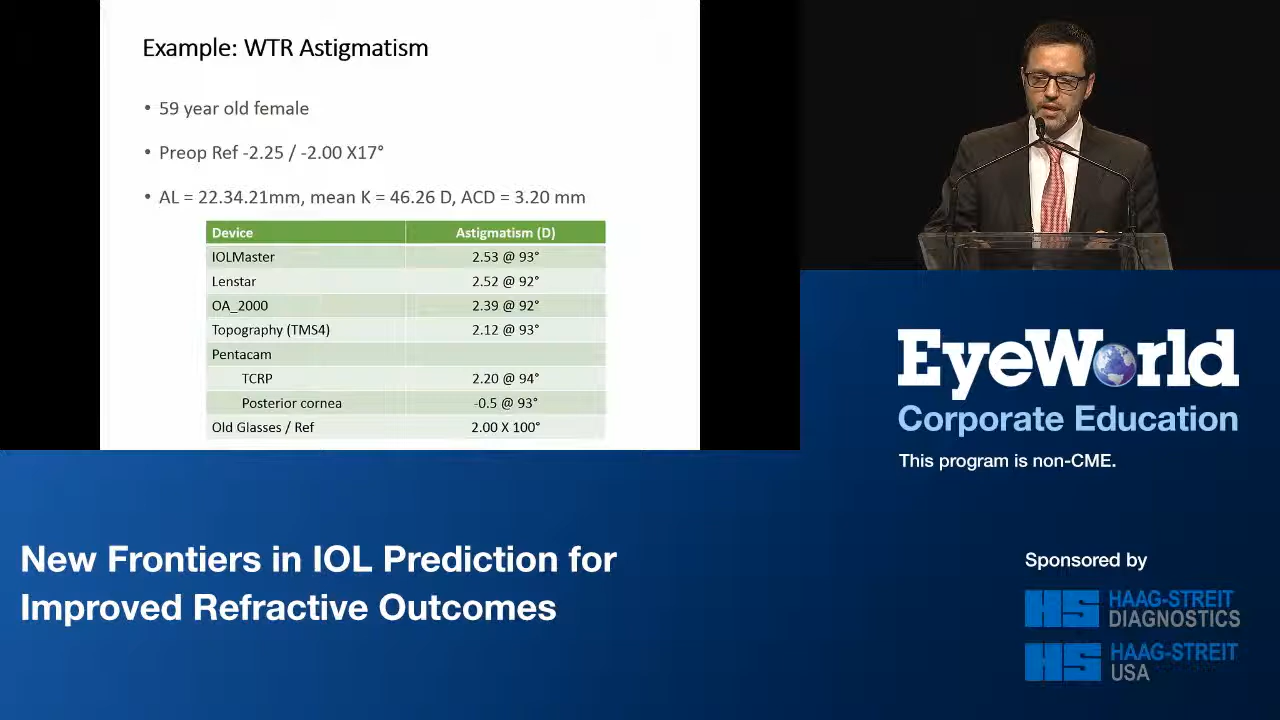 Example: WTR Astigmatism
• 59 year old female
• Preop Ref -2.25 / -2.00 X17°
• AL = 22.34.21mm, mean K = 46.26 D, ACD = 3.20 mm
Device Astigmatism (D)
IOLMaster 2.53 @ 93°
Lenstar 2.52 @ 92°
OA_2000 2.39 @ 92°
Topography (TMS4) 2.12 @ 93°
Pentacam
TCRP 2.20 @ 94°
Posterior cornea -0.5 @ 93°
Old Glasses / Ref 2.00 X 100°
EyeWorld
Corporate Education
This program is non-CME.
New Frontiers in IOL Prediction for
Improved Refractive Outcomes
Sponsored by
HS HAAG-STREIT
DIAGNOSTICS
HS HAAG-STREIT
USA